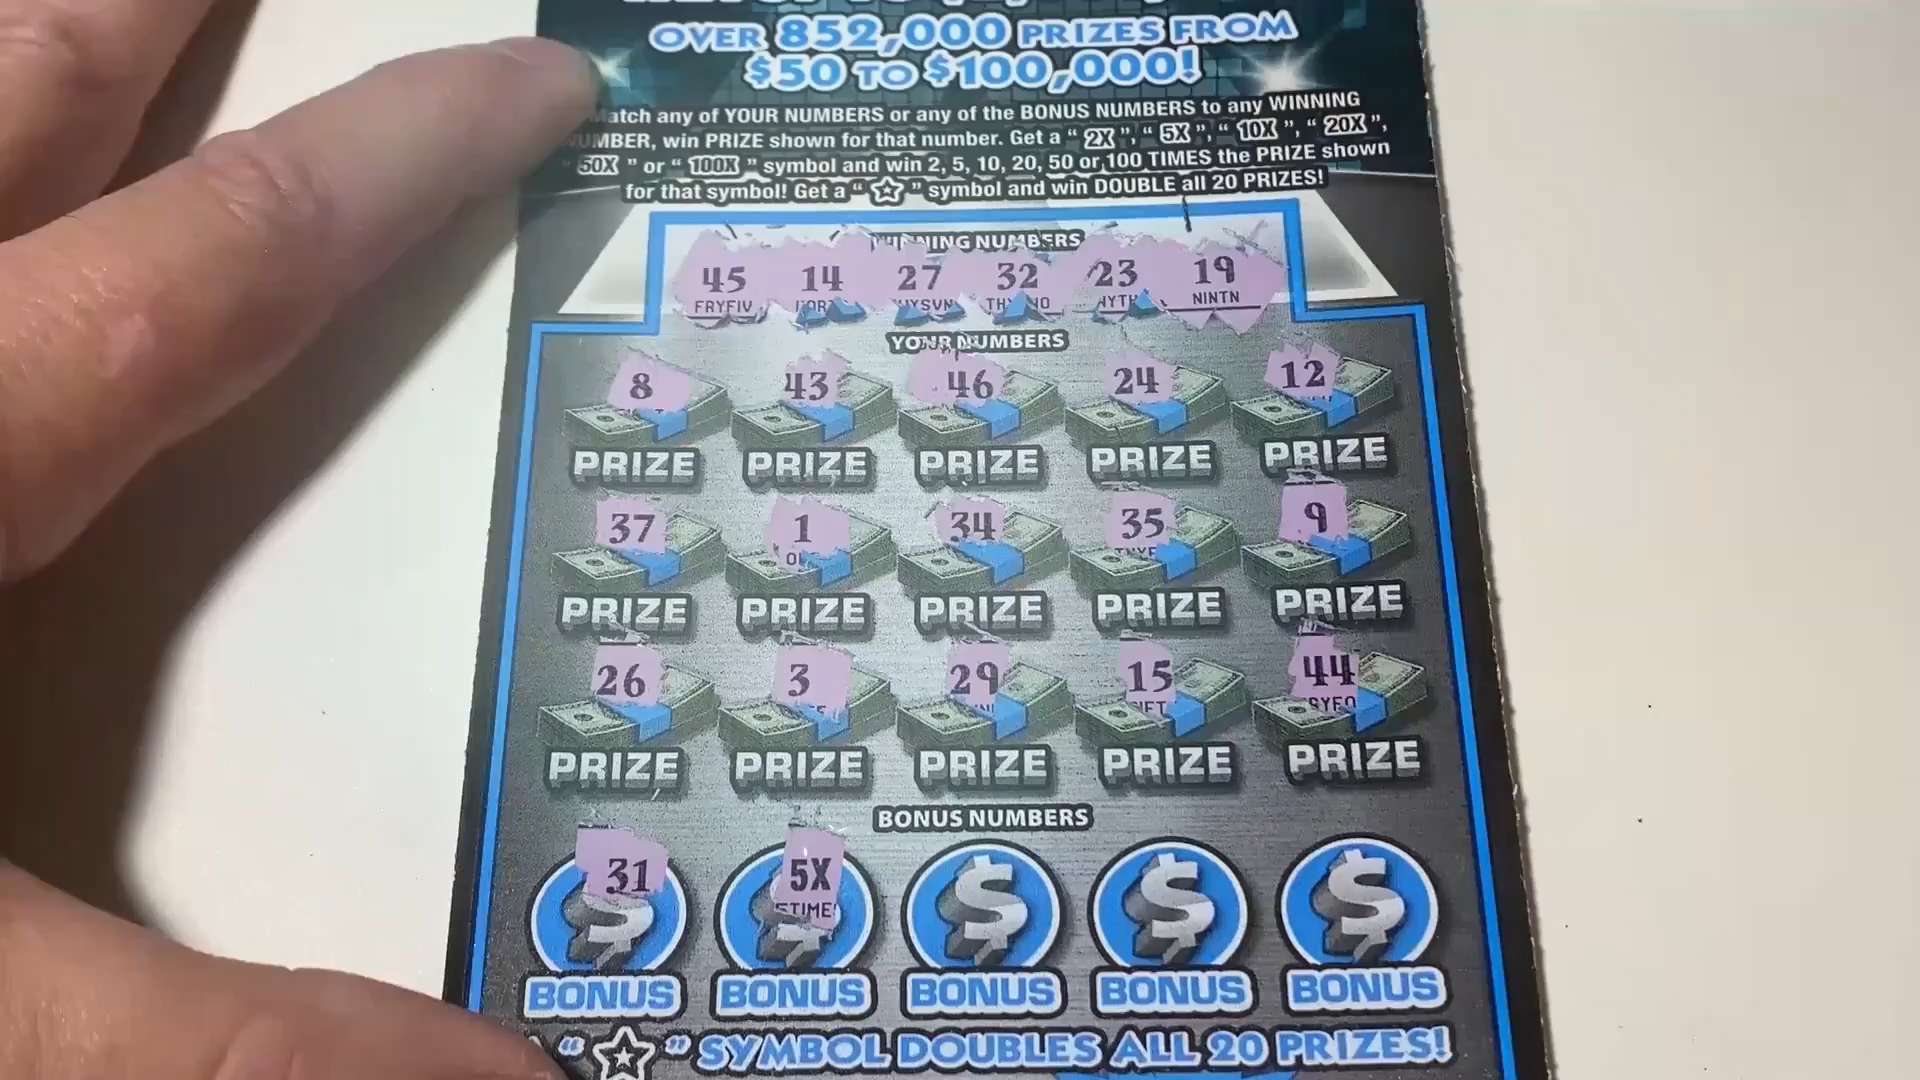 OVER 852,000 PRIZES FROM
$50 TO $100,000!
Match any of YOUR NUMBERS or any of the BONUS NUMBERS to any WINNING
NUMBER, win PRIZE shown for that number. Get a “ 2X ”, “ 5X ”, “ 10X ”, “ 20X ”,
“ 50X ” or “ 100X ” symbol and win 2, 5, 10, 20, 50 or 100 TIMES the PRIZE shown
for that symbol! Get a “ ☆ ” symbol and win DOUBLE all 20 PRIZES!
WINNING NUMBERS
45 14 27 32 23 19
FRYFIV NINTN
YOUR NUMBERS
8 43 46 24 12
PRIZE PRIZE PRIZE PRIZE PRIZE
37 1 34 35 9
PRIZE PRIZE PRIZE PRIZE PRIZE
26 3 29 15 44
PRIZE PRIZE PRIZE PRIZE PRIZE
BONUS NUMBERS
31 5X $ $ $
BONUS BONUS BONUS BONUS BONUS
“ ☆ ” SYMBOL DOUBLES ALL 20 PRIZES!